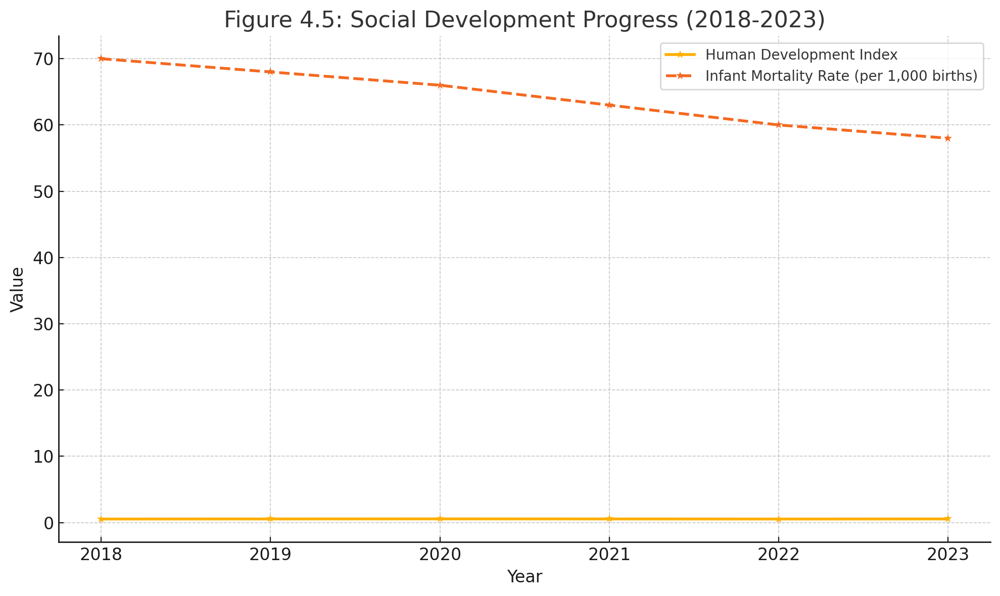 Figure 4.5: Social Development Progress (2018-2023)
Human Development Index
Infant Mortality Rate (per 1,000 births)
70
60
50
40
30
20
10
0
Value
2018 2019 2020 2021 2022 2023
Year